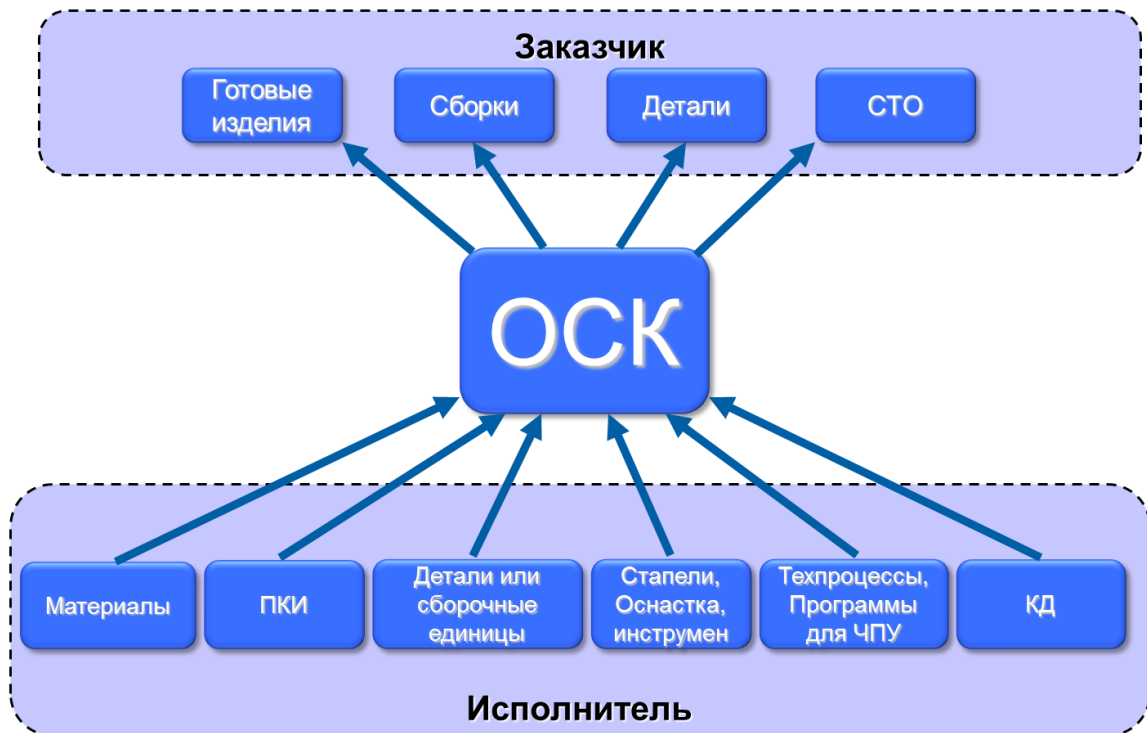 Заказчик
Готовые
изделия
Сборки
Детали
СТО
ОСК
Материалы
ПКИ
Детали или
сборочные
единицы
Стапели,
Оснастка,
инструмен
Техпроцессы,
Программы
для ЧПУ
КД
Исполнитель